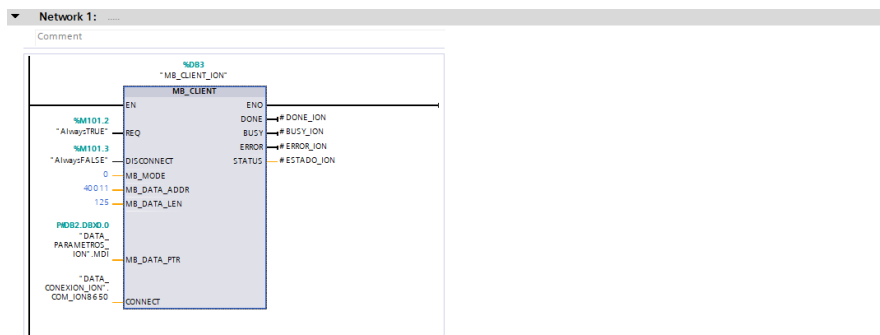 Network 1: .....
Comment
%DB3
"MB_CLIENT_ION"
MB_CLIENT
EN ENO
DONE #DONE_ION
%M101.2
"AlwaysTRUE" REQ BUSY #BUSY_ION
%M101.3 ERROR #ERROR_ION
"AlwaysFALSE" DISCONNECT STATUS #ESTADO_ION
0 MB_MODE
40011 MB_DATA_ADDR
125 MB_DATA_LEN
P#DB2.DBX0.0
"DATA_
PARAMETROS_
ION".MDI
MB_DATA_PTR
"DATA_
CONEXION_ION".
COM_ION8650
CONNECT